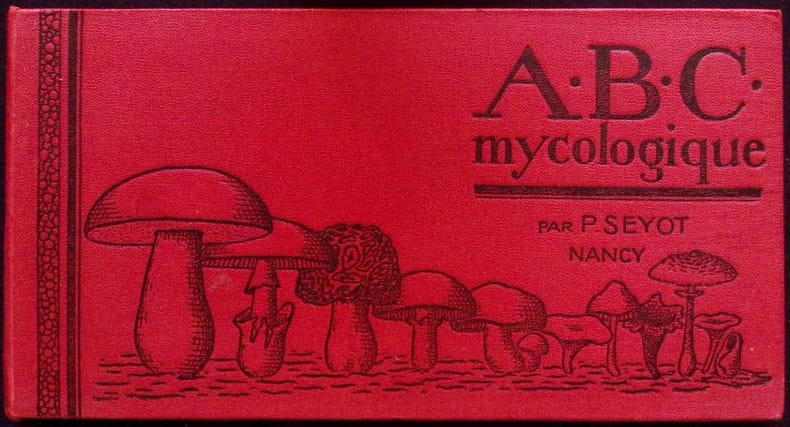 A·B·C·
mycologique
PAR P. SEYOT
NANCY